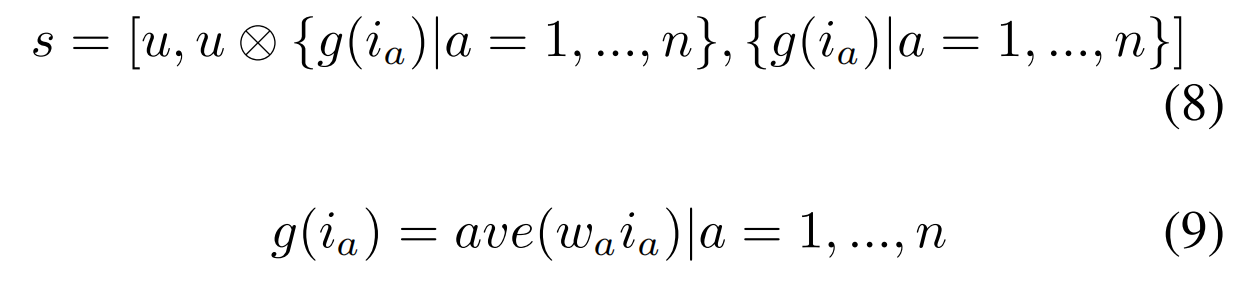 s = [u, u ⊗ {g(i_a)|a = 1, ..., n}, {g(i_a)|a = 1, ..., n}]
(8)
g(i_a) = ave(w_a i_a)|a = 1, ..., n (9)